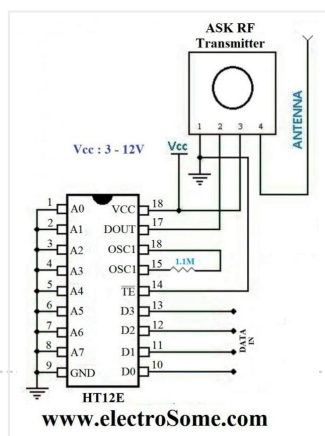 ASK RF
Transmitter
ANTENNA
1 2 3 4
Vcc : 3 - 12V
Vcc
1 A0 VCC 18
2 A1 DOUT 17
3 A2 OSC1 18
4 A3 OSC1 15 1.1M
5 A4 TE 14
6 A5 D3 13
7 A6 D2 12
8 A7 D1 11
9 GND D0 10
DATA
IN
HT12E
www.electroSome.com